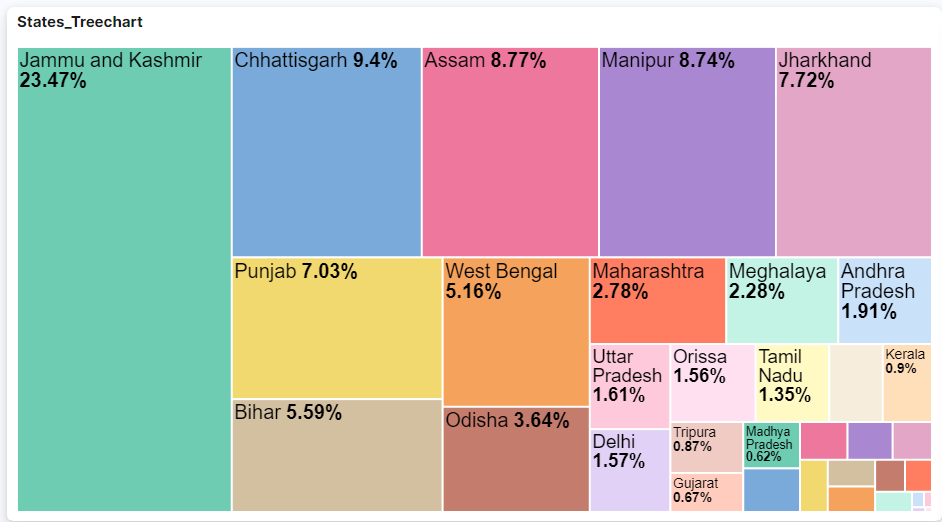 States_Treechart
Jammu and Kashmir
23.47%
Chhattisgarh 9.4%
Assam 8.77%
Manipur 8.74%
Jharkhand
7.72%
Punjab 7.03%
West Bengal
5.16%
Maharashtra
2.78%
Meghalaya
2.28%
Andhra
Pradesh
1.91%
Uttar
Pradesh
1.61%
Orissa
1.56%
Tamil
Nadu
1.35%
Kerala
0.9%
Bihar 5.59%
Odisha 3.64%
Delhi
1.57%
Tripura
0.87%
Madhya
Pradesh
0.62%
Gujarat
0.67%